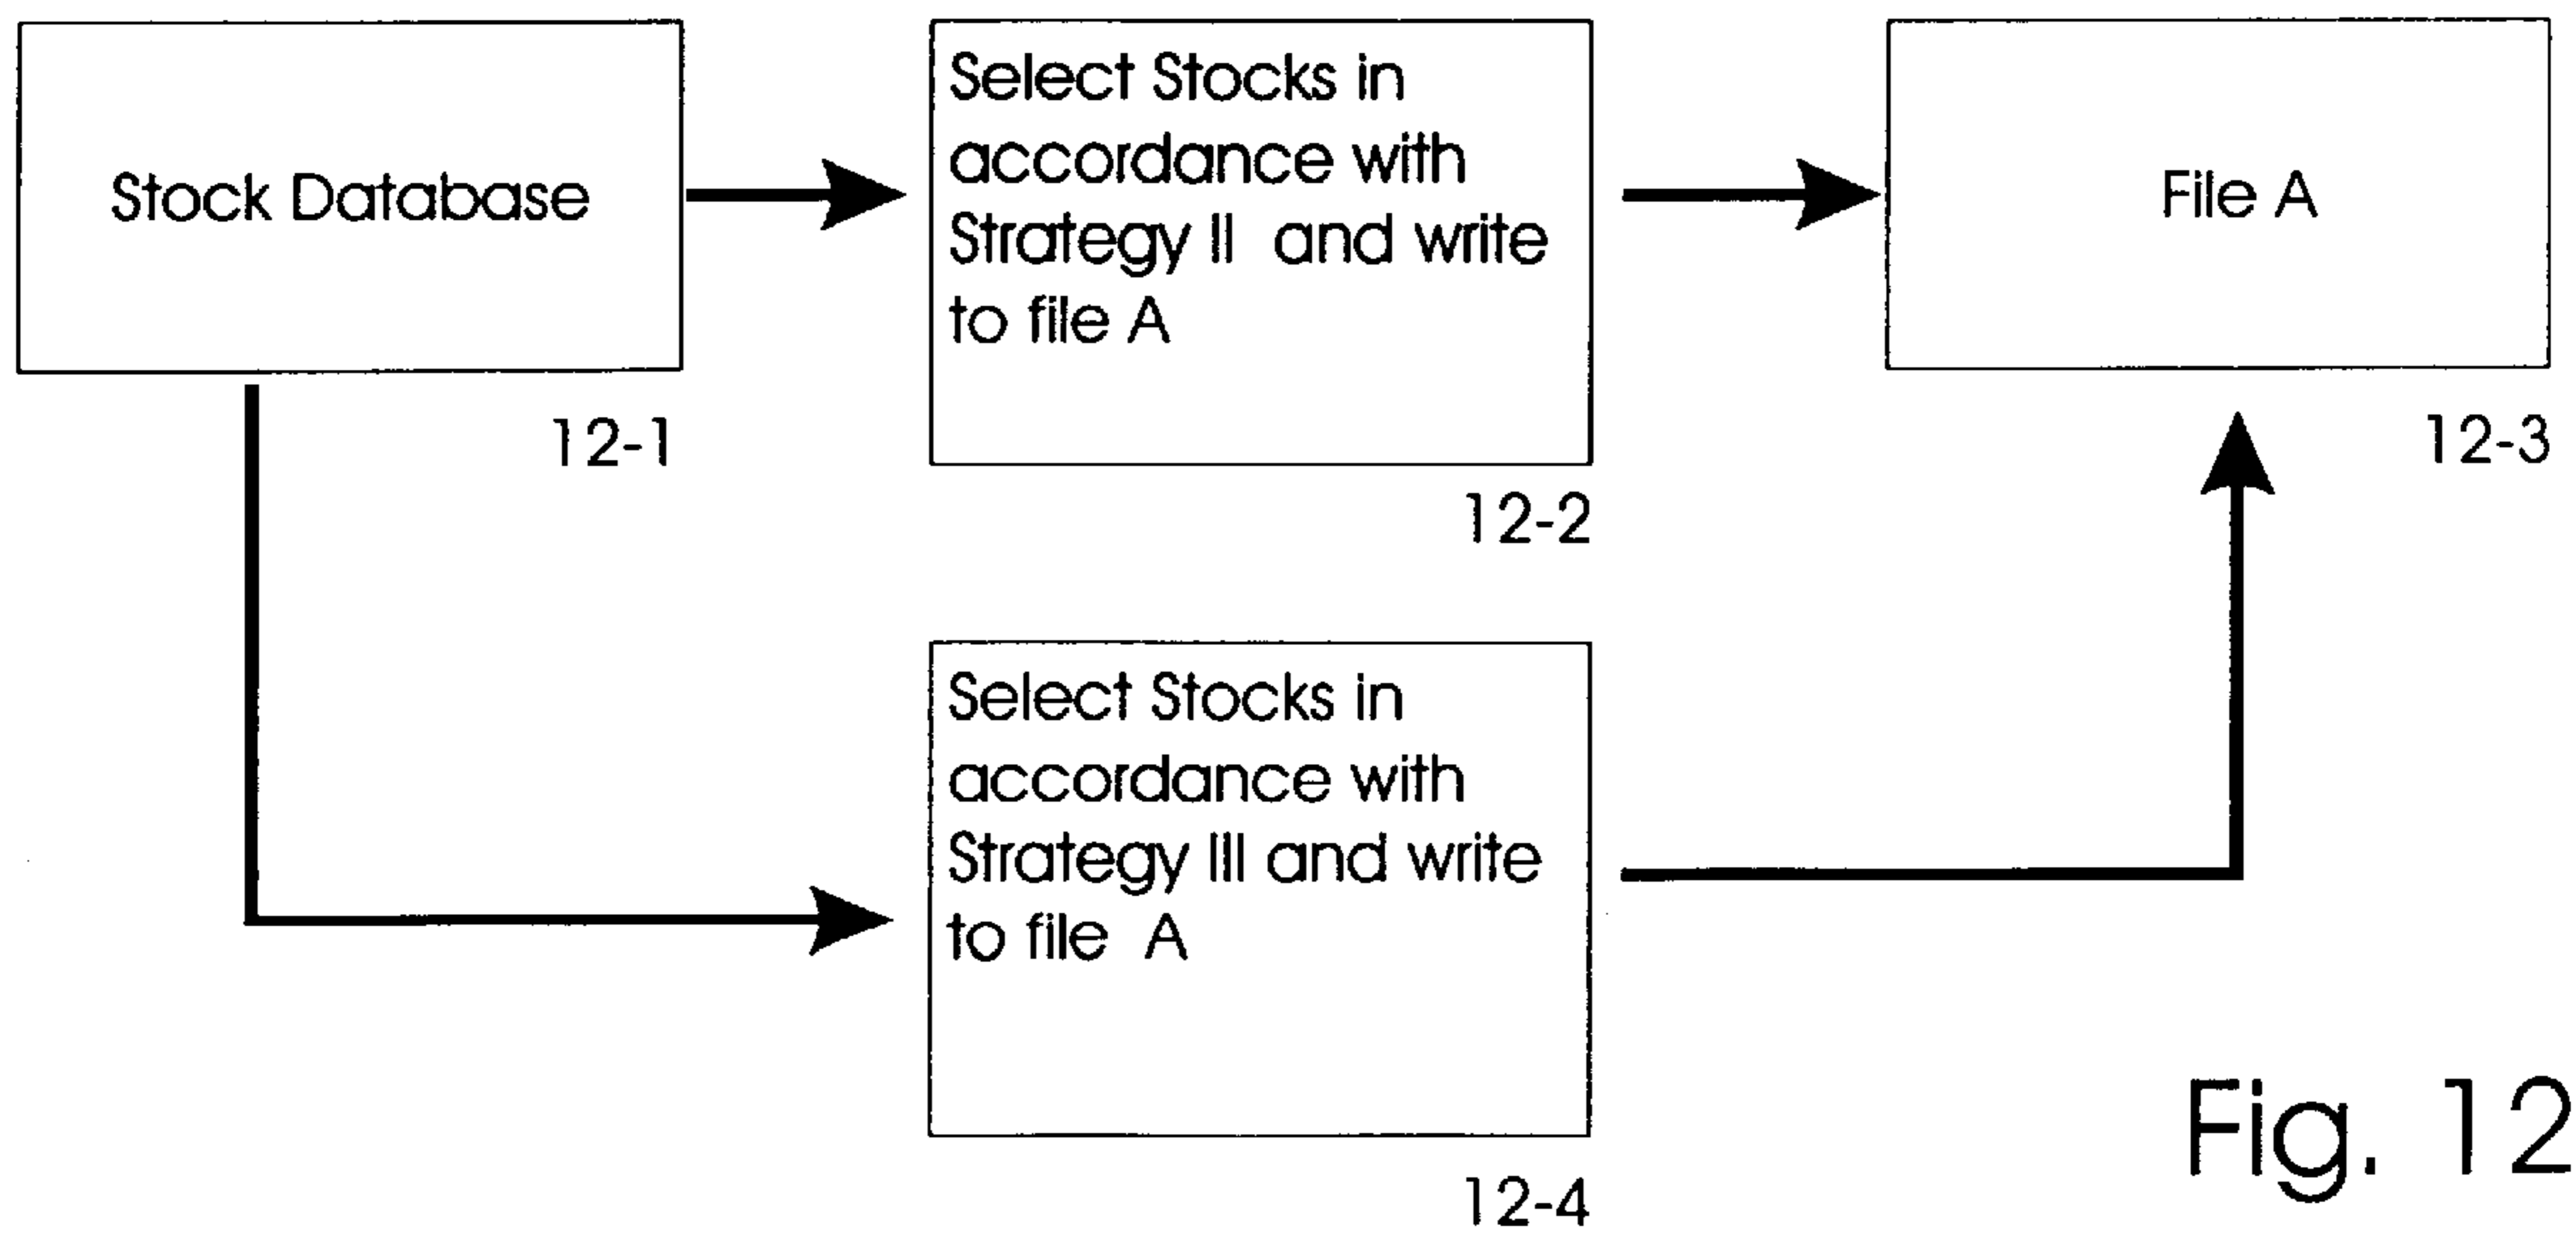 Stock Database
12-1
Select Stocks in
accordance with
Strategy II and write
to file A
12-2
File A
12-3
Select Stocks in
accordance with
Strategy III and write
to file A
12-4
Fig. 12